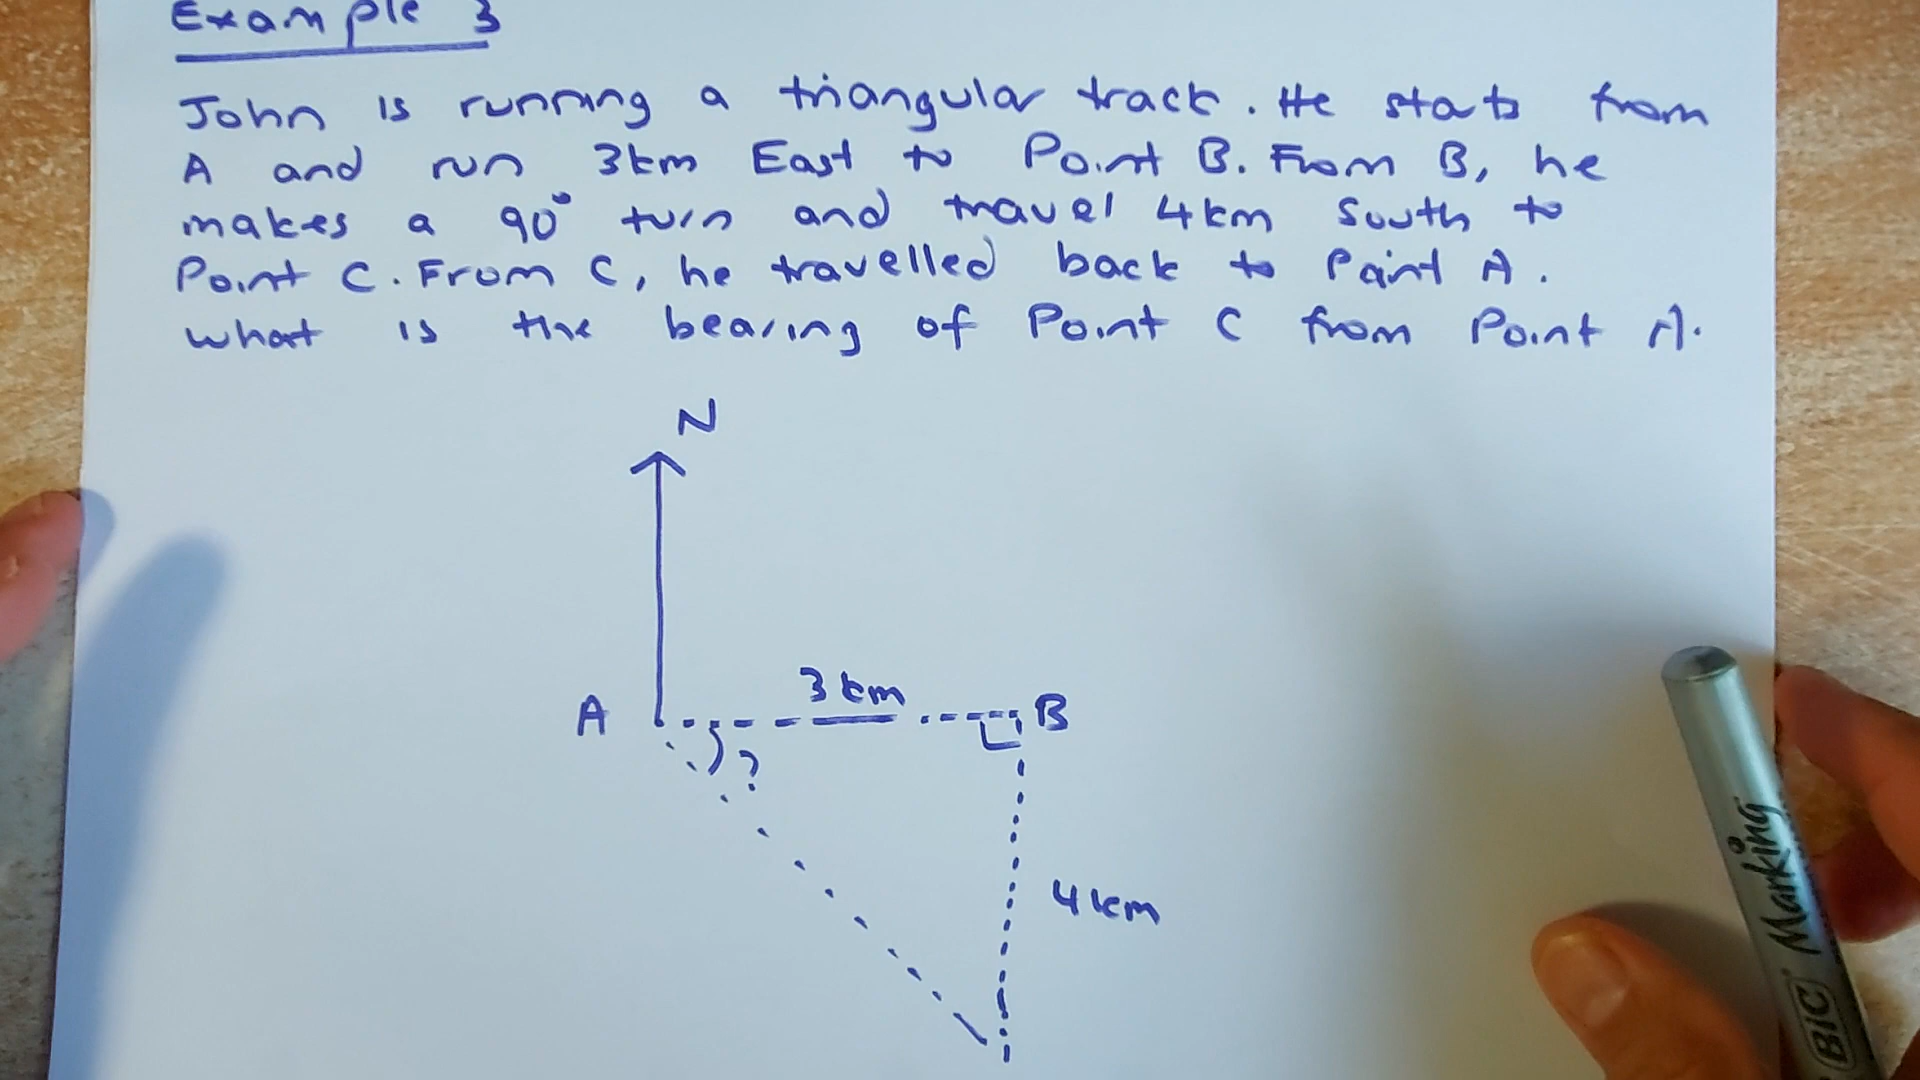 Example 3
John is running a triangular track. He starts from
A and run 3km East to Point B. From B, he
makes a 90° turn and travel 4km South to
Point C. From C, he travelled back to Point A.
What is the bearing of Point C from Point A.
N
3km
A
B
?
4km
BIC Marking